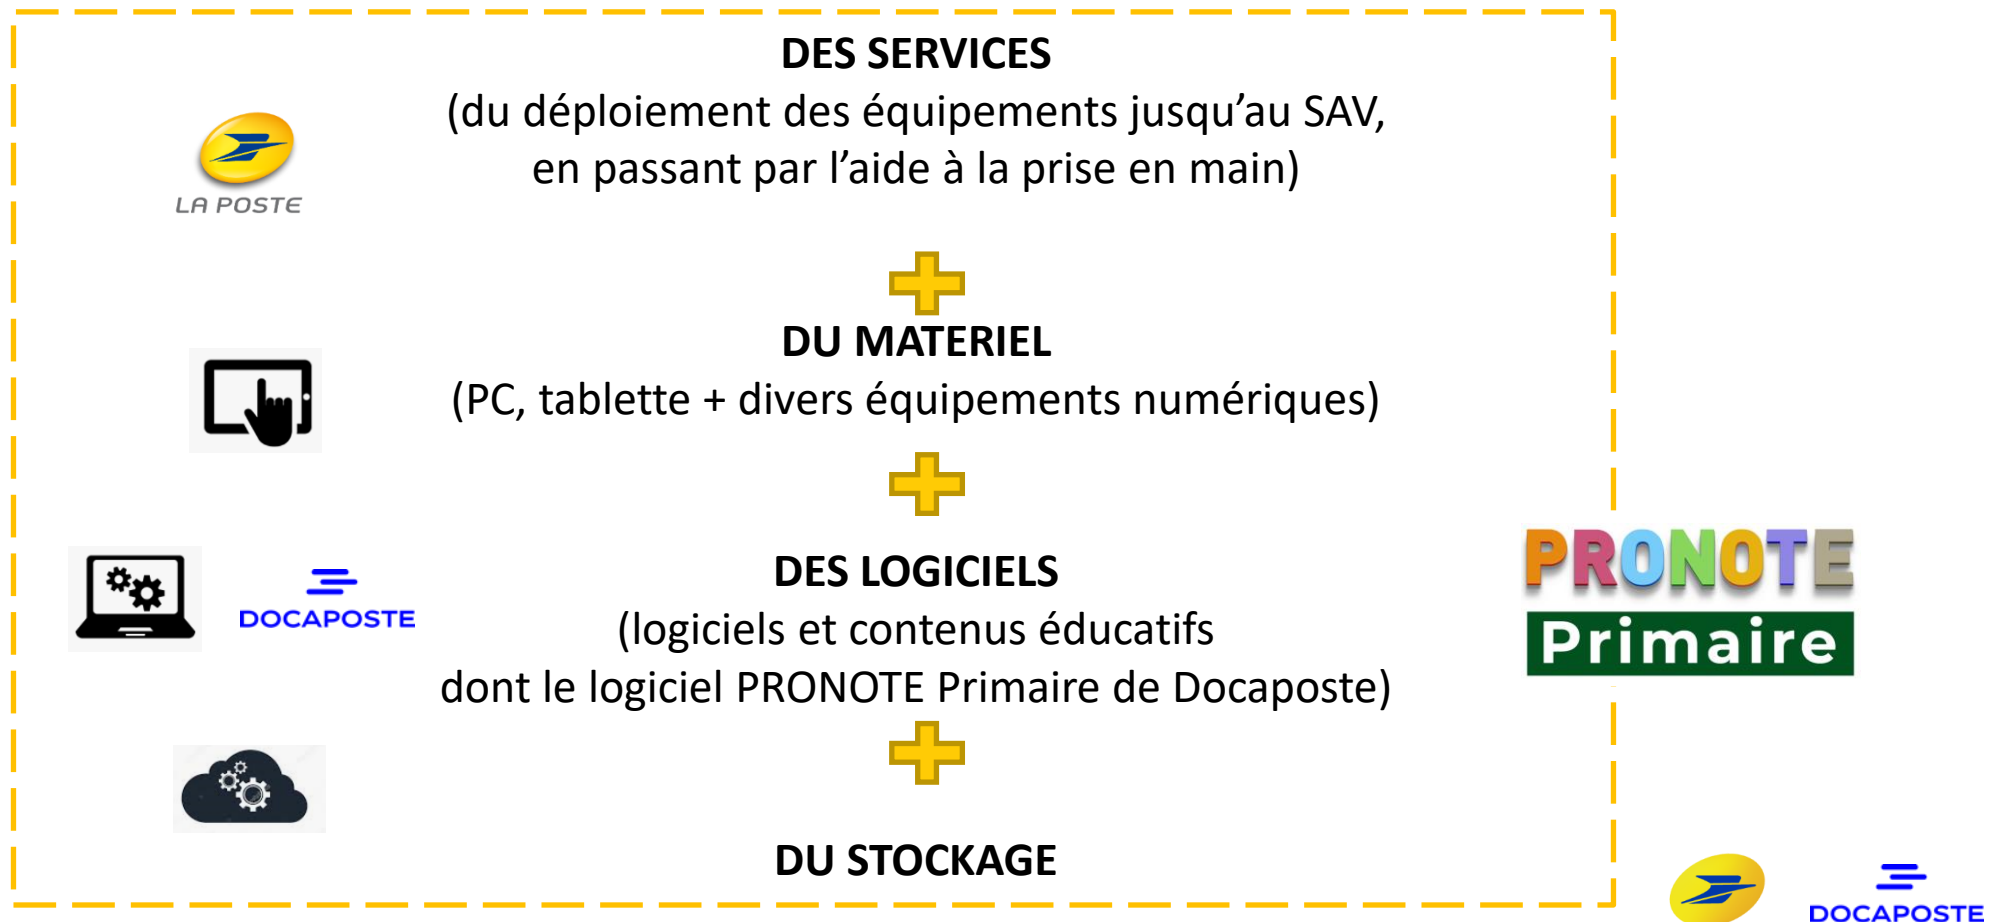 DES SERVICES
(du déploiement des équipements jusqu’au SAV,
en passant par l’aide à la prise en main)
LA POSTE
DU MATERIEL
(PC, tablette + divers équipements numériques)
DES LOGICIELS
(logiciels et contenus éducatifs
dont le logiciel PRONOTE Primaire de Docaposte)
DOCAPOSTE
PRONOTE
Primaire
DU STOCKAGE
DOCAPOSTE